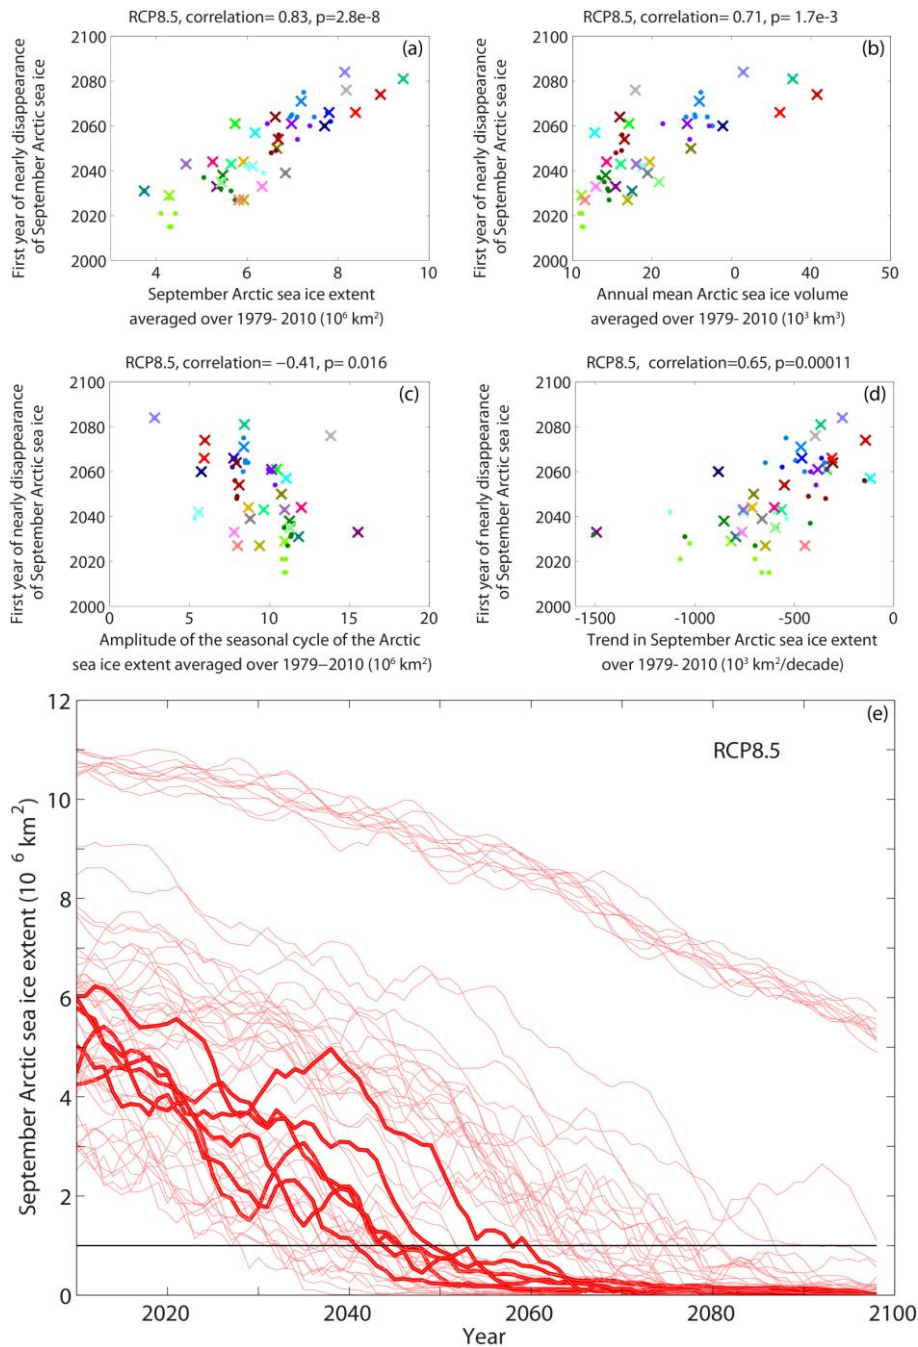 RCP8.5, correlation= 0.83, p=2.8e-8
(a)
2100
2080
2060
2040
2020
2000
First year of nearly disappearance
of September Arctic sea ice
4
6
8
10
September Arctic sea ice extent
averaged over 1979- 2010 (10⁶ km²)
RCP8.5, correlation= 0.71, p= 1.7e-3
(b)
2100
2080
2060
2040
2020
2000
First year of nearly disappearance
of September Arctic sea ice
10
20
0
40
50
Annual mean Arctic sea ice volume
averaged over 1979- 2010 (10³ km³)
RCP8.5, correlation= −0.41, p= 0.016
(c)
2100
2080
2060
2040
2020
2000
First year of nearly disappearance
of September Arctic sea ice
0
5
10
15
20
Amplitude of the seasonal cycle of the Arctic
sea ice extent averaged over 1979−2010 (10⁶ km²)
RCP8.5, correlation=0.65, p=0.00011
(d)
2100
2080
2060
2040
2020
2000
First year of nearly disappearance
of September Arctic sea ice
-1500
-1000
-500
0
Trend in September Arctic sea ice extent
over 1979- 2010 (10³ km²/decade)
(e)
RCP8.5
12
10
8
6
4
2
0
September Arctic sea ice extent (10 ⁶ km ²)
2020
2040
2060
2080
2100
Year